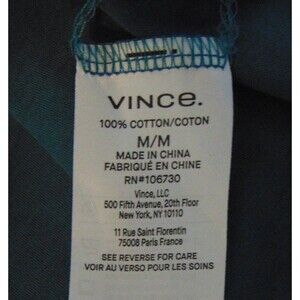 VINCE.
100% COTTON/COTON
M/M
MADE IN CHINA
FABRIQUÉ EN CHINE
RN#106730
Vince, LLC
500 Fifth Avenue, 20th Floor
New York, NY 10110
11 Rue Saint Florentin
75008 Paris France
SEE REVERSE FOR CARE
VOIR AU VERSO POUR LES SOINS